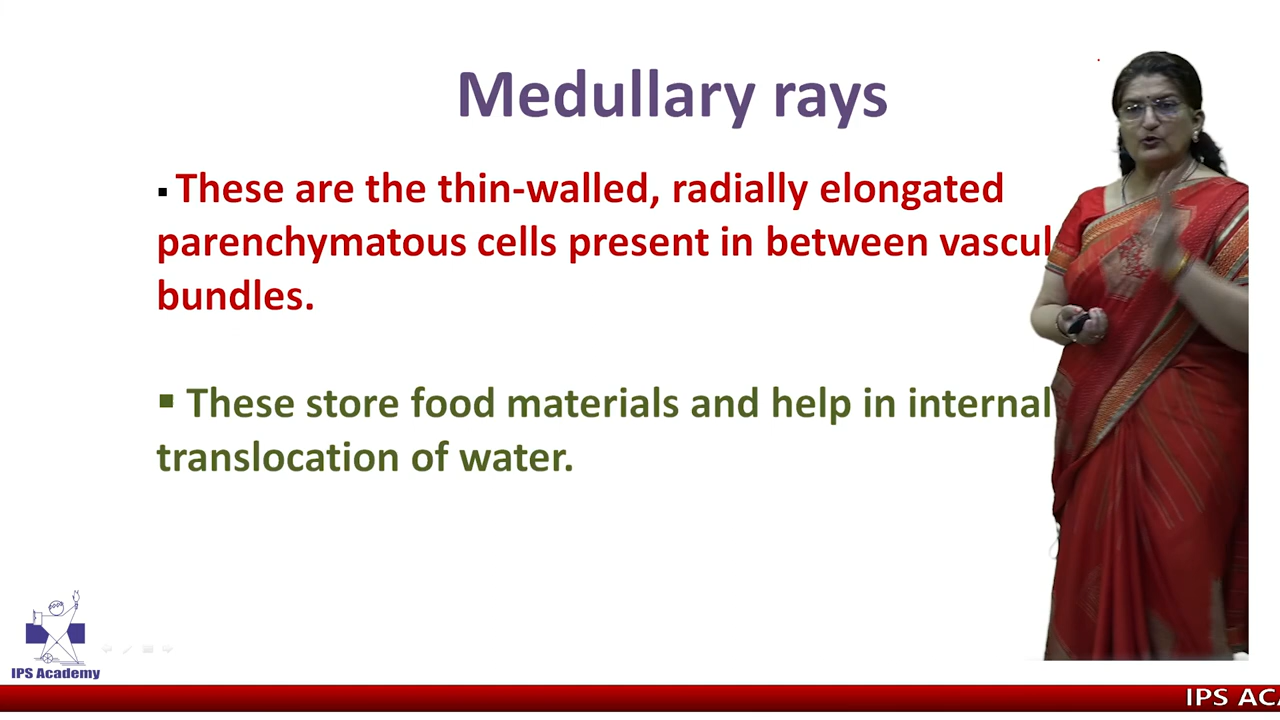 Medullary rays
▪ These are the thin-walled, radially elongated
parenchymatous cells present in between vascul
bundles.
▪ These store food materials and help in internal
translocation of water.
IPS Academy
IPS ACA